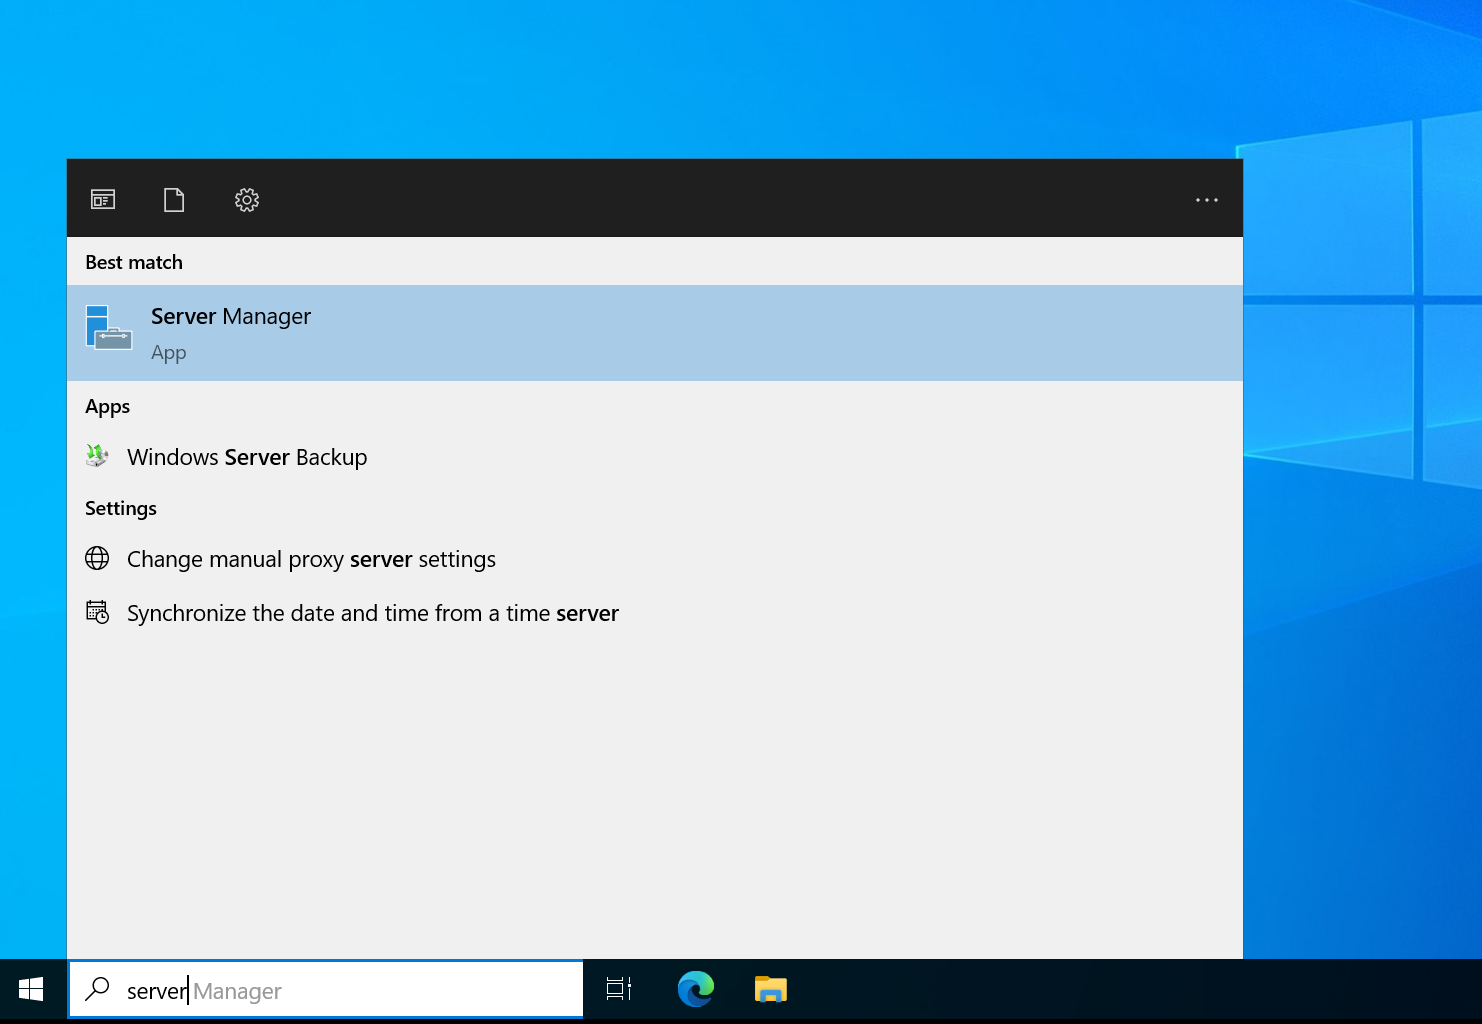 Best match
Server Manager
App
Apps
Windows Server Backup
Settings
Change manual proxy server settings
Synchronize the date and time from a time server
server Manager